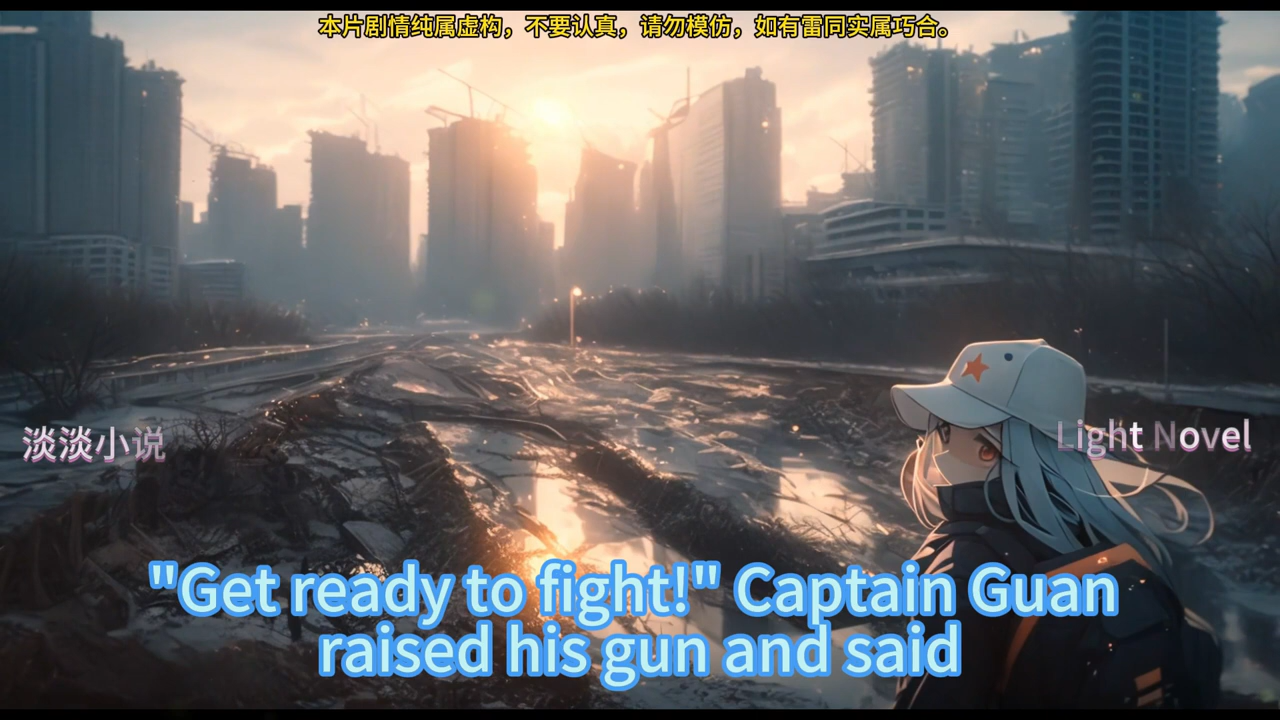 本片剧情纯属虚构，不要认真，请勿模仿，如有雷同实属巧合。
淡淡小说
Light Novel
"Get ready to fight!" Captain Guan
raised his gun and said